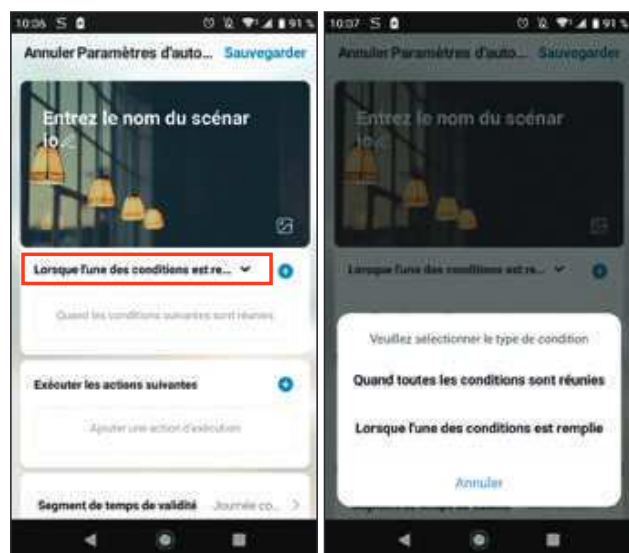 10:06 S 91 %
Annuler Paramètres d'auto... Sauvegarder
Entrez le nom du scénar
io
Lorsque l'une des conditions est re...
Quand les conditions suivantes sont réunies
Exécuter les actions suivantes
Ajouter une action d'exécution
Segment de temps de validité Journée co...
10:07 S 91 %
Annuler Paramètres d'auto... Sauvegarder
Entrez le nom du scénar
io
Lorsque l'une des conditions est re...
Veuillez sélectionner le type de condition
Quand toutes les conditions sont réunies
Lorsque l'une des conditions est remplie
Annuler